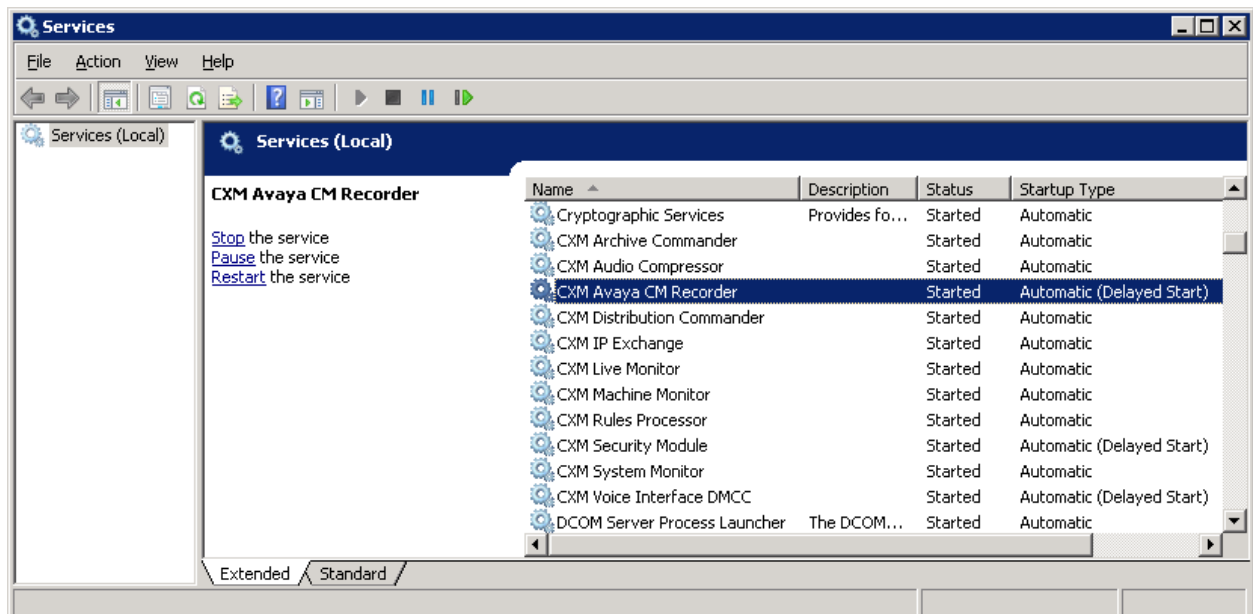 Services
File Action View Help
Services (Local)
Services (Local)
CXM Avaya CM Recorder
Stop the service
Pause the service
Restart the service
Name Description Status Startup Type
Cryptographic Services Provides fo... Started Automatic
CXM Archive Commander Started Automatic
CXM Audio Compressor Started Automatic
CXM Avaya CM Recorder Started Automatic (Delayed Start)
CXM Distribution Commander Started Automatic
CXM IP Exchange Started Automatic
CXM Live Monitor Started Automatic
CXM Machine Monitor Started Automatic
CXM Rules Processor Started Automatic
CXM Security Module Started Automatic (Delayed Start)
CXM System Monitor Started Automatic
CXM Voice Interface DMCC Started Automatic (Delayed Start)
DCOM Server Process Launcher The DCOM... Started Automatic
Extended Standard